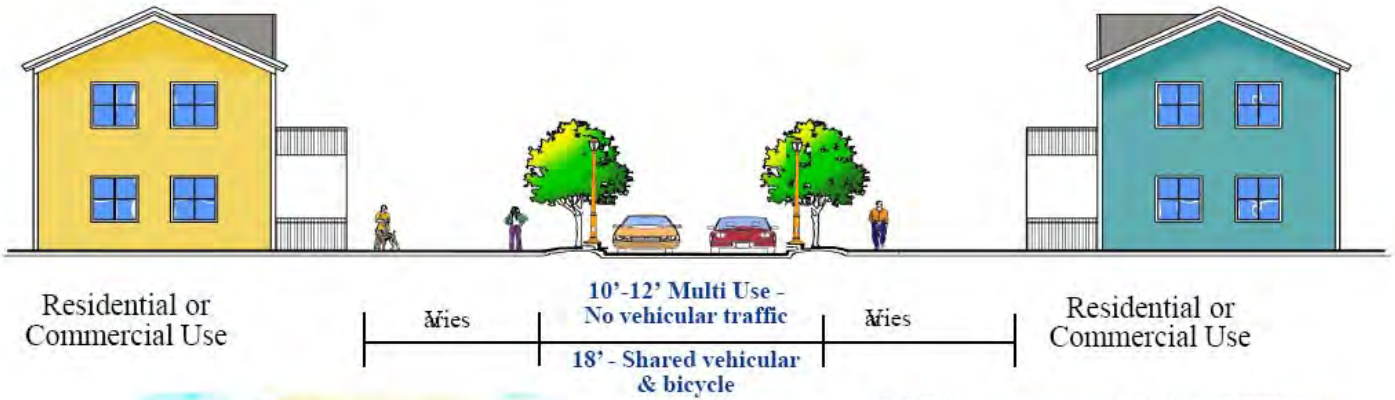 Residential or
Commercial Use
Varies
10’-12’ Multi Use -
No vehicular traffic
18’ - Shared vehicular
& bicycle
Varies
Residential or
Commercial Use